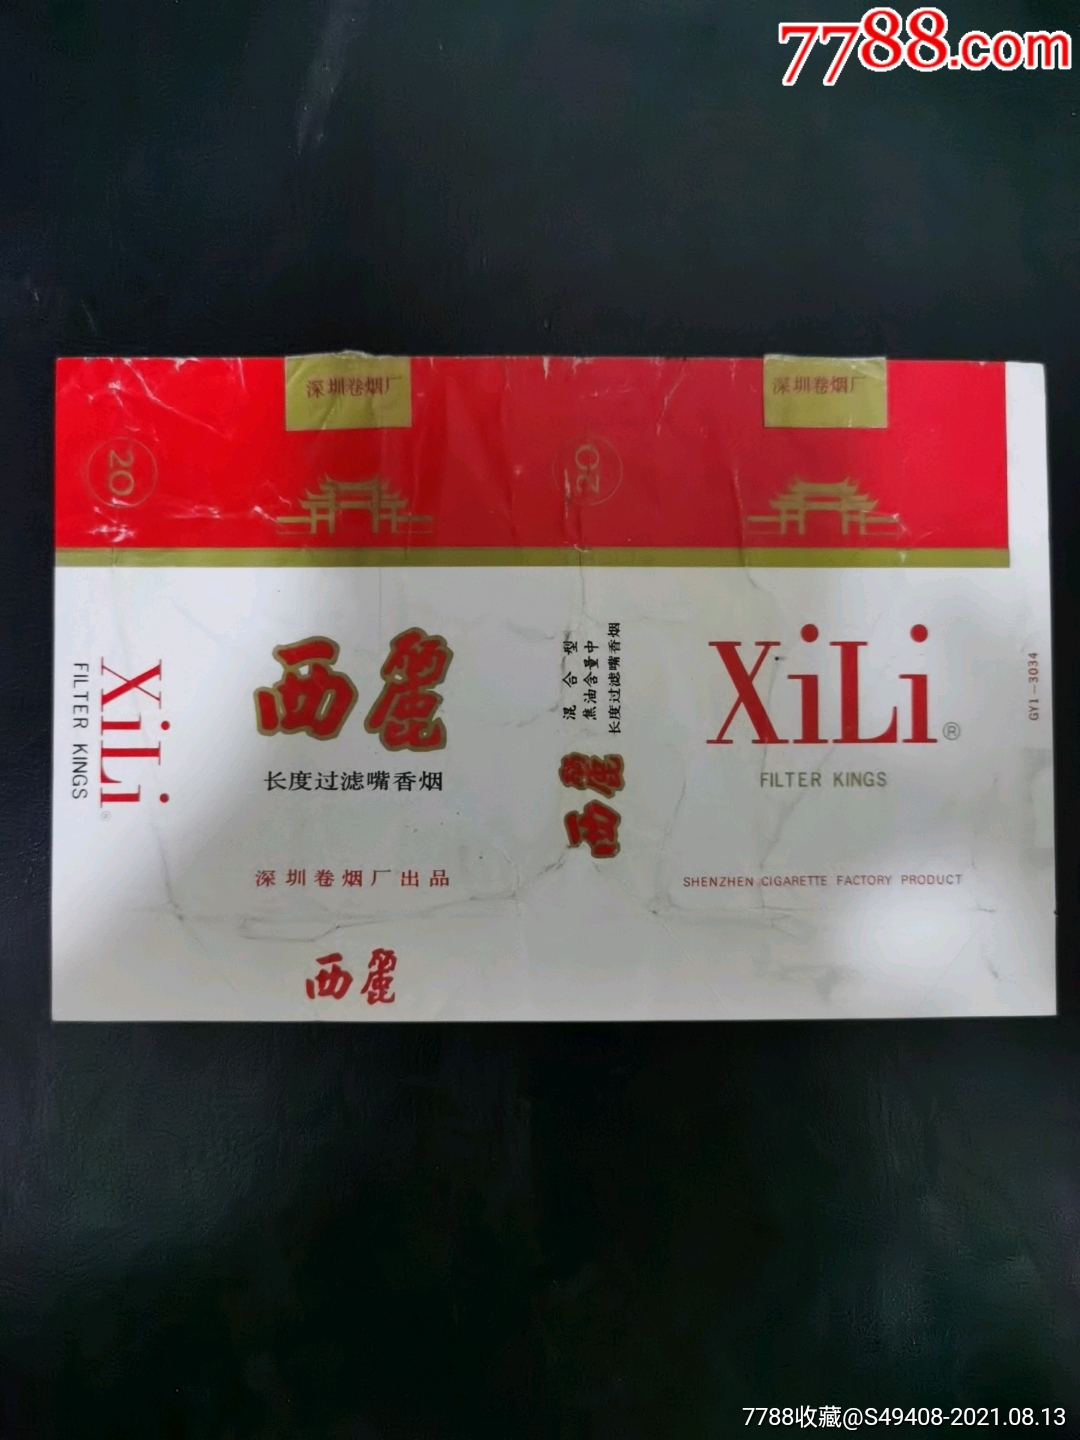 7788.com
深圳卷烟厂
深圳卷烟厂
20
20
西麗
长度过滤嘴香烟
深圳卷烟厂出品
西麗
XiLi®
FILTER KINGS
混合型
焦油含量中
长度过滤嘴香烟
西麗
XiLi®
FILTER KINGS
SHENZHEN CIGARETTE FACTORY PRODUCT
GY1-3034
7788收藏@S49408-2021.08.13